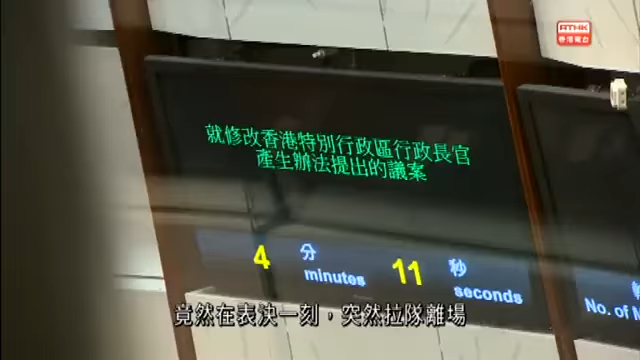 RTHK
香港電台
就修改香港特別行政區行政長官
產生辦法提出的議案
4 分 minutes 11 秒 seconds
No. of M
竟然在表決一刻，突然拉隊離場